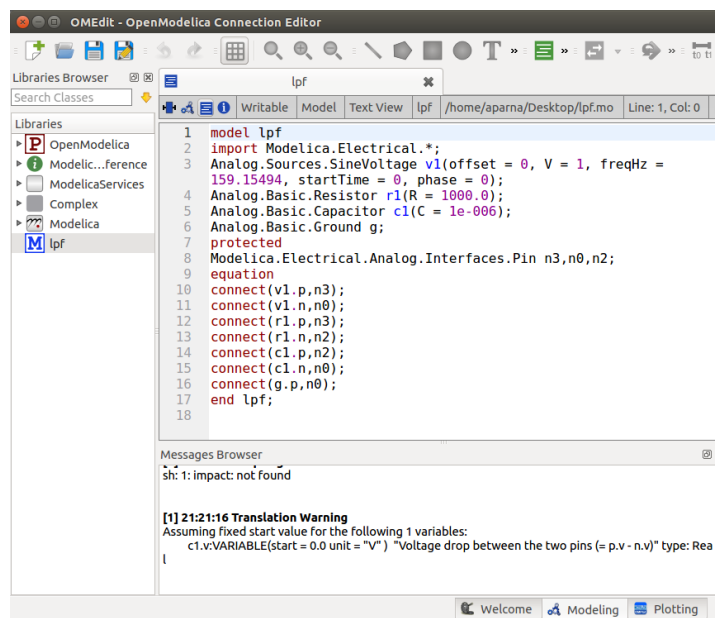 OMEdit - OpenModelica Connection Editor
T » » » to t1
Libraries Browser
lpf
Search Classes
Writable Model Text View lpf /home/aparna/Desktop/lpf.mo Line: 1, Col: 0
Libraries
P OpenModelica
i Modelic...ference
ModelicaServices
Complex
Modelica
M lpf
1 model lpf
2 import Modelica.Electrical.*;
3 Analog.Sources.SineVoltage v1(offset = 0, V = 1, freqHz =
159.15494, startTime = 0, phase = 0);
4 Analog.Basic.Resistor r1(R = 1000.0);
5 Analog.Basic.Capacitor c1(C = 1e-006);
6 Analog.Basic.Ground g;
7 protected
8 Modelica.Electrical.Analog.Interfaces.Pin n3,n0,n2;
9 equation
10 connect(v1.p,n3);
11 connect(v1.n,n0);
12 connect(r1.p,n3);
13 connect(r1.n,n2);
14 connect(c1.p,n2);
15 connect(c1.n,n0);
16 connect(g.p,n0);
17 end lpf;
18
Messages Browser
sh: 1: impact: not found
[1] 21:21:16 Translation Warning
Assuming fixed start value for the following 1 variables:
c1.v:VARIABLE(start = 0.0 unit = "V" ) "Voltage drop between the two pins (= p.v - n.v)" type: Rea
l
Welcome Modeling Plotting